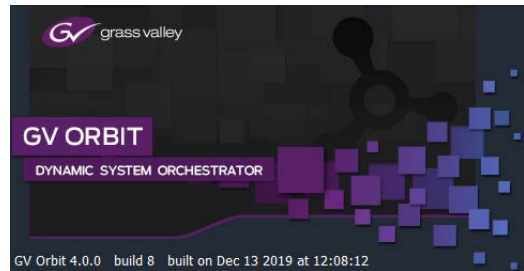 GV grass valley
GV ORBIT
DYNAMIC SYSTEM ORCHESTRATOR
GV Orbit 4.0.0 build 8 built on Dec 13 2019 at 12:08:12